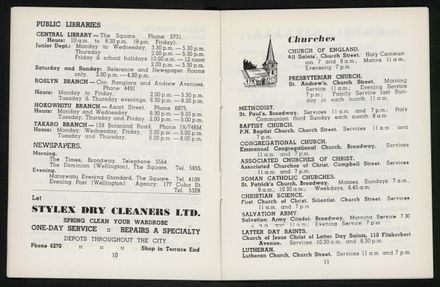 PUBLIC LIBRARIES
CENTRAL LIBRARY—The Square Phone 5731.
Hours: 10 a.m. to 8.30 p.m. (9 p.m. Friday).
Junior Dept.: Monday to Wednesday, 3.30 p.m. - 5.30 p.m.
Thursday 2.00 p.m. - 5.30 p.m.
Friday & school holidays 10.00 a.m. - 12 noon
2.00 p.m. - 5.30 p.m.
Saturday and Sunday: Reference and Newspaper Rooms
only. 2.00 p.m. - 4.30 p.m.
ROSLYN BRANCH—Cnr. Rangiora and Andrew Avenues.
Phone 4491
Hours: Monday to Friday, 2.00 p.m. - 5.30 p.m.
Tuesday & Thursday evenings, 6.30 p.m. - 8.30 p.m.
HOKOWHITU BRANCH—Ascot Street Phone 6875.
Hours: Monday and Wednesday 6.30 p.m. - 8.30 p.m.
Tuesday, Thursday and Friday, 2.00 p.m. - 5.00 p.m.
TAKARO BRANCH—159 Botanical Road. Phone
Hours: Monday, Wednesday, Friday, 2.00 p.m. - 5.00 p.m.
Tuesday and Thursday, 6.00 p.m. - 8.00 p.m.
NEWSPAPERS.
Morning.
The Times, Broadway. Telephone 5564
The Dominion (Wellington), The Square. Tel. 5955.
Evening.
Manawatu Evening Standard, The Square. Tel. 4109
Evening Post (Wellington): Agency: 177 Cuba St.
Tel. 5329.
Let
STYLEX DRY CLEANERS LTD.
SPRING CLEAN YOUR WARDROBE
ONE-DAY SERVICE :: REPAIRS A SPECIALTY
DEPOTS THROUGHOUT THE CITY
Phone 6270 :: :: :: Shop in Terrace End
10
Churches
CHURCH OF ENGLAND.
All Saints', Church Street. Holy Communion 7 and 8 a.m.; Matins 11 a.m.
Evensong 7 p.m.
PRESBYTERIAN CHURCH.
St. Andrew's, Church Street. Morning
Service 11 a.m.; Evening Service
7 p.m.; Family Service last Sunday in each month 11 a.m.
METHODIST.
St. Paul's, Broadway. Services 11 a.m. and 7 p.m. Holy
Communion third Sunday each month 8 a.m.
BAPTIST CHURCH.
P.N. Baptist Church, Church Street. Services 11 a.m. and
7 p.m.
CONGREGATIONAL CHURCH.
Emmanuel Congregational Church, Broadway. Services
11 a.m. and 7 p.m.
ASSOCIATED CHURCHES OF CHRIST.
Associated Churches of Christ, Campbell Street. Services
11 a.m. and 7 p.m.
ROMAN CATHOLIC CHURCHES.
St. Patrick's Church, Broadway. Masses, Sundays 7 a.m.,
9 a.m., 10.30 a.m. Weekdays, 6.45 a.m.
CHRISTIAN SCIENCE.
First Church of Christ, Scientist, Church Street. Services
11 a.m. and 7 p.m.
SALVATION ARMY.
Salvation Army Citadel, Broadway. Morning Service 7.30
and 11 a.m. Evening Service 7 p.m.
LATTER DAY SAINTS.
Church of Jesus Christ of Latter Day Saints, 110 Fitzherbert
Avenue. Services 10.30 a.m. and 6.30 p.m.
LUTHERAN.
Lutheran Church, Church Street. Services 11 a.m. and 7 p.m.
11